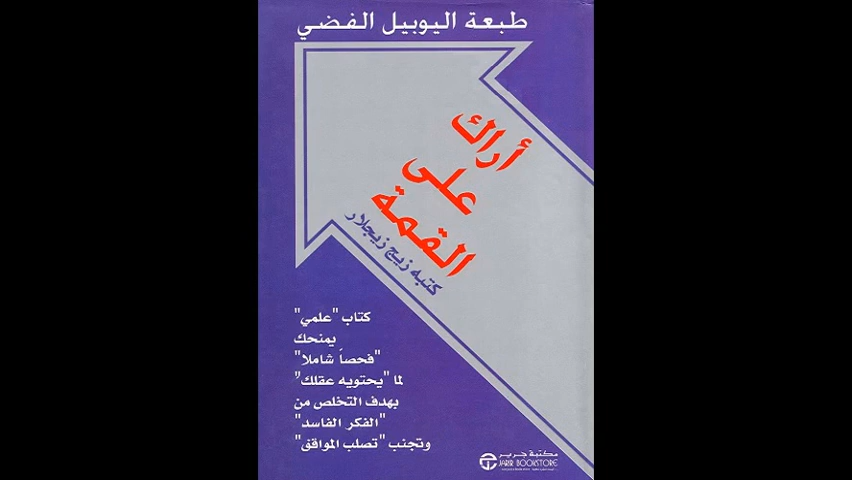 طبعة اليوبيل الفضي
أراك
على
القمة
كتبه زيج زيجلار
كتاب "علمي"
يمنحك
"فحصاً شاملا"
لما "يحتويه عقلك"
بهدف التخلص من
"الفكر الفاسد"
وتجنب "تصلب المواقق"
مكتبة جرير
JARIR BOOKSTORE